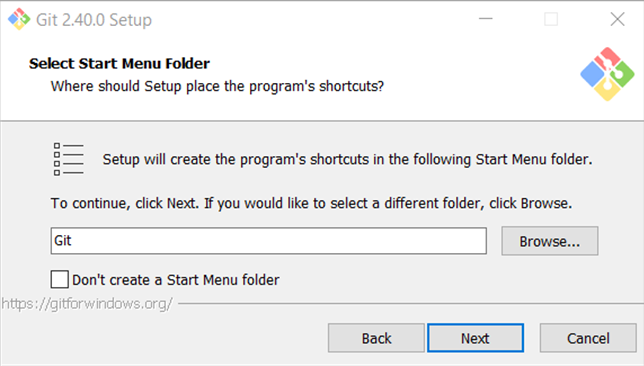 Git 2.40.0 Setup
Select Start Menu Folder
Where should Setup place the program's shortcuts?
Setup will create the program's shortcuts in the following Start Menu folder.
To continue, click Next. If you would like to select a different folder, click Browse.
Git
Browse...
Don't create a Start Menu folder
https://gitforwindows.org/
Back
Next
Cancel